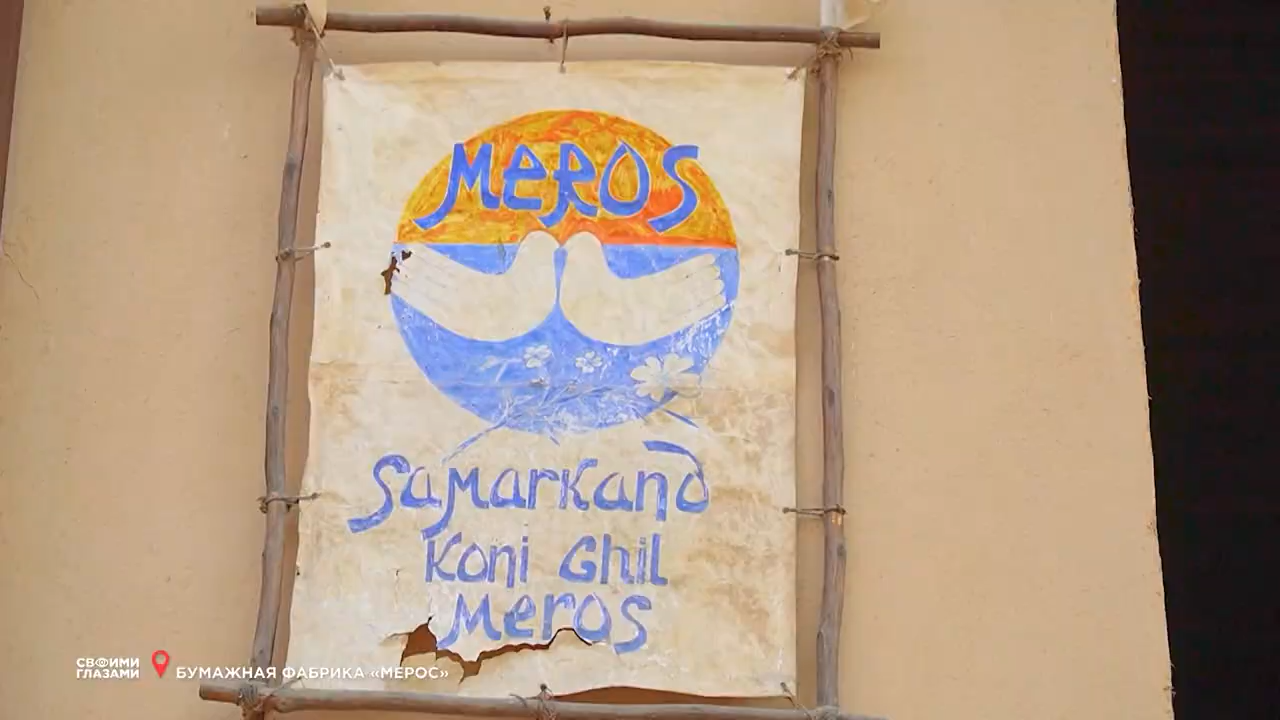 MEROS
Samarkand
Koni Ghil
Meros
СВОИМИ
ГЛАЗАМИ
БУМАЖНАЯ ФАБРИКА «МЕРОС»